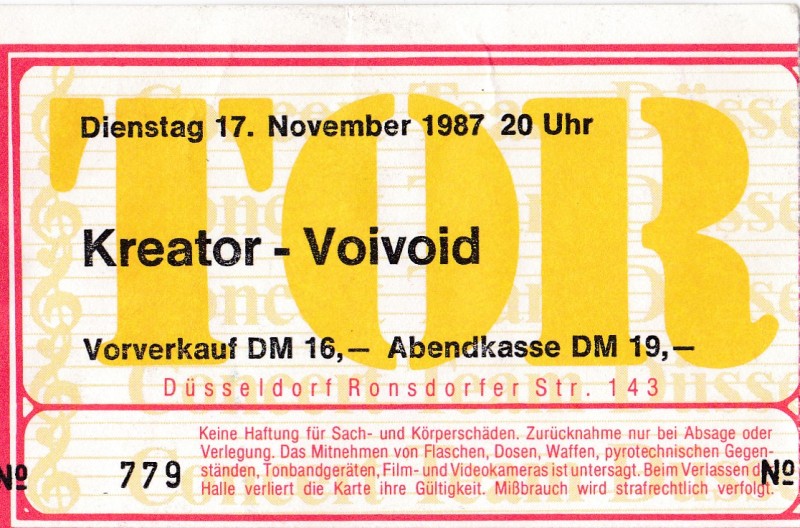 TOR
Dienstag 17. November 1987 20 Uhr
Kreator - Voivoid
Vorverkauf DM 16,— Abendkasse DM 19,—
Düsseldorf Ronsdorfer Str. 143
Keine Haftung für Sach- und Körperschäden. Zurücknahme nur bei Absage oder
Verlegung. Das Mitnehmen von Flaschen, Dosen, Waffen, pyrotechnischen Gegen-
ständen, Tonbandgeräten, Film- und Videokameras ist untersagt. Beim Verlassen
Halle verliert die Karte ihre Gültigkeit. Mißbrauch wird strafrechtlich verfolgt.
Nº 779 Nº